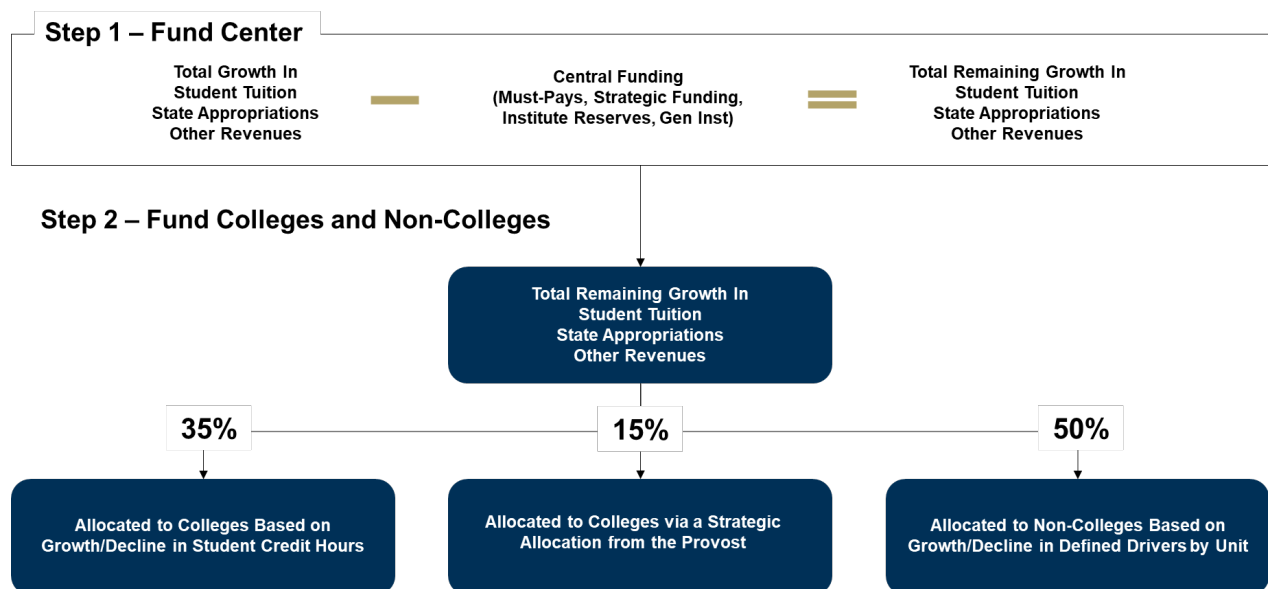 Step 1 – Fund Center
Total Growth In
Student Tuition
State Appropriations
Other Revenues
Central Funding
(Must-Pays, Strategic Funding,
Institute Reserves, Gen Inst)
Total Remaining Growth In
Student Tuition
State Appropriations
Other Revenues
Step 2 – Fund Colleges and Non-Colleges
Total Remaining Growth In
Student Tuition
State Appropriations
Other Revenues
35%
15%
50%
Allocated to Colleges Based on
Growth/Decline in Student Credit Hours
Allocated to Colleges via a Strategic
Allocation from the Provost
Allocated to Non-Colleges Based on
Growth/Decline in Defined Drivers by Unit